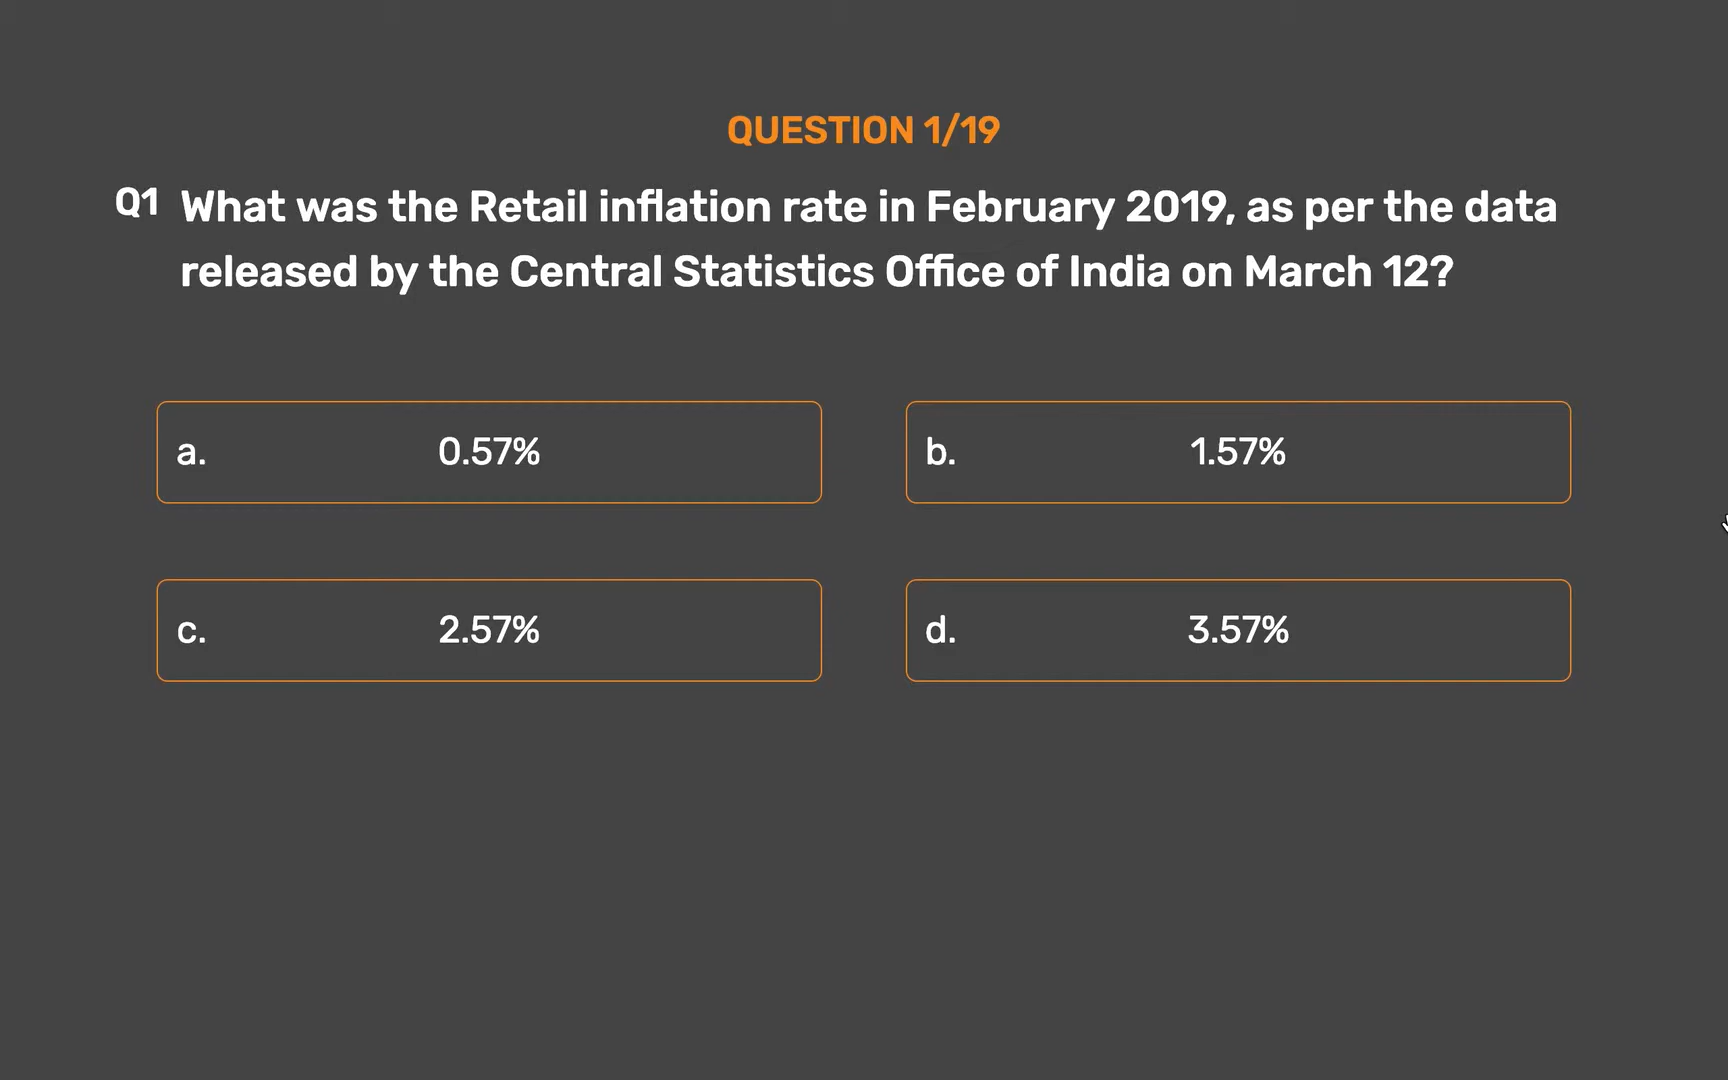 QUESTION 1/19
Q1 What was the Retail inflation rate in February 2019, as per the data
released by the Central Statistics Office of India on March 12?
a. 0.57%
b. 1.57%
c. 2.57%
d. 3.57%